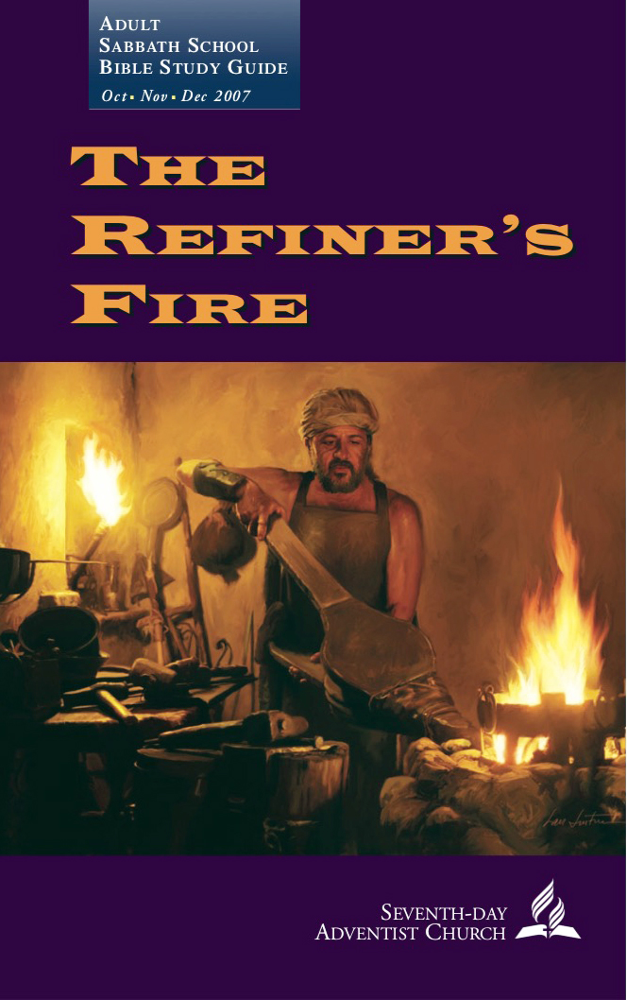 Adult
Sabbath School
Bible Study Guide
Oct ▪ Nov ▪ Dec 2007
The
Refiner’s
Fire
Seventh-day
Adventist Church